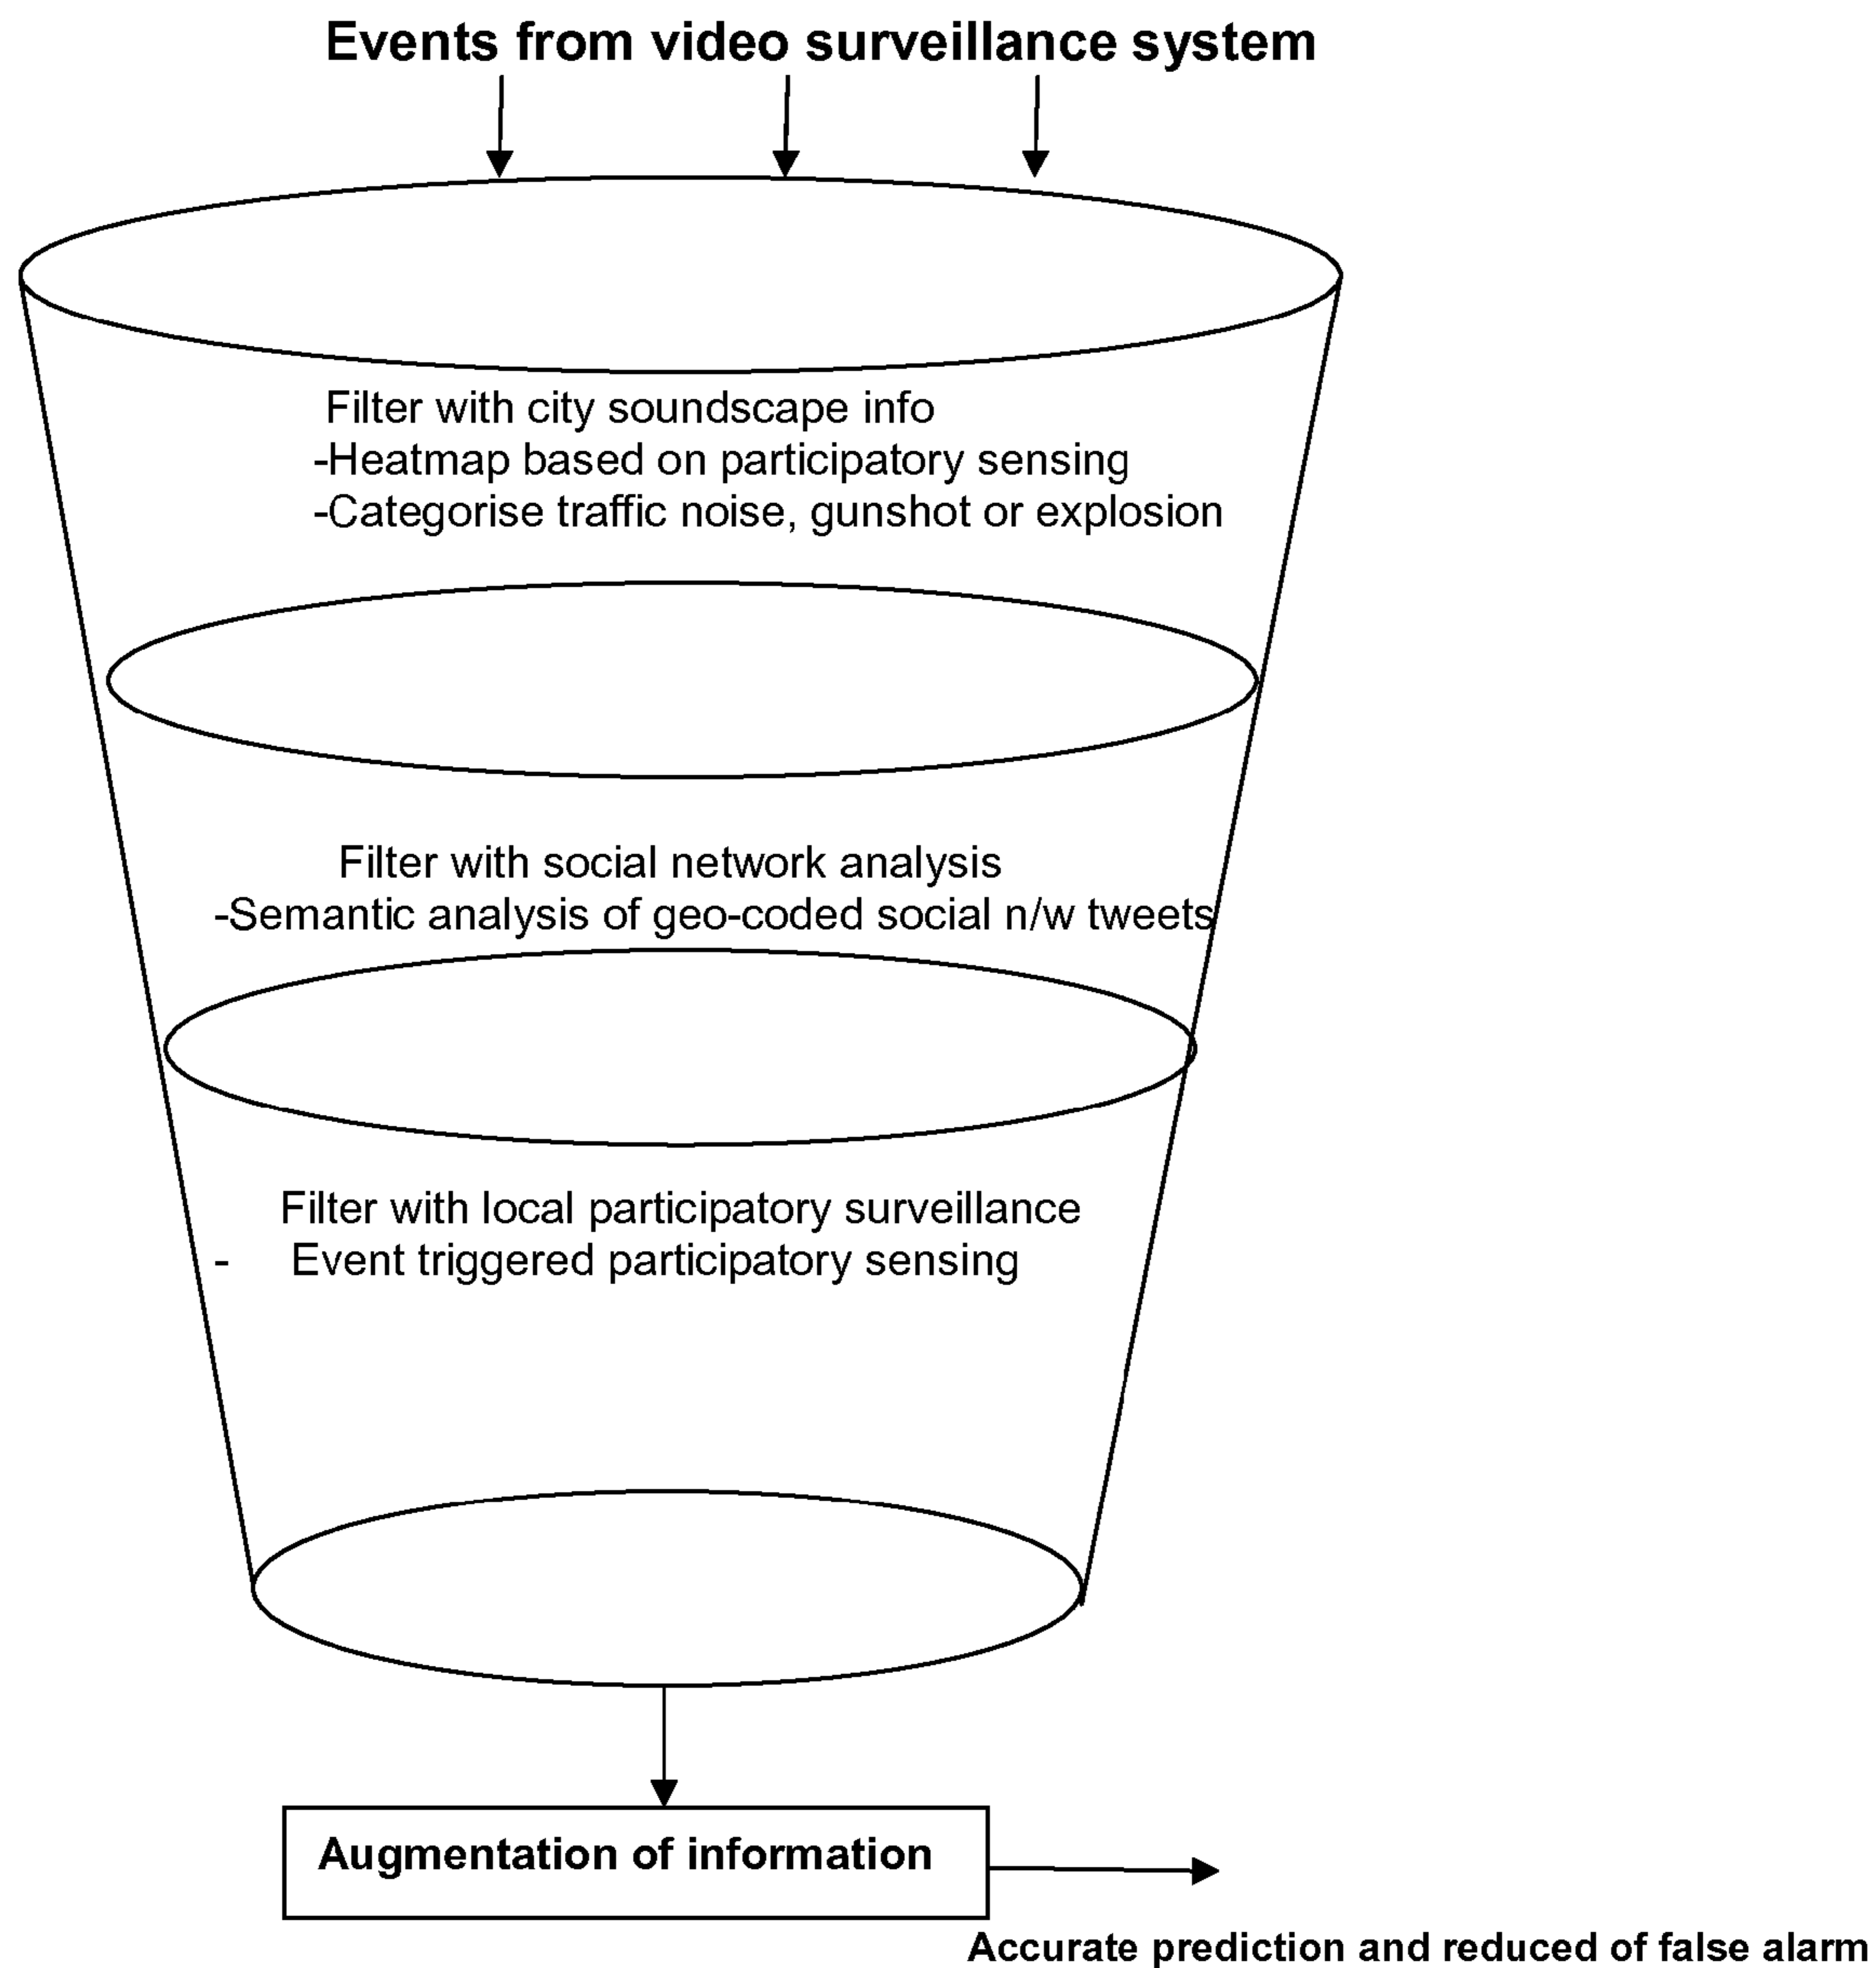 Events from video surveillance system
Filter with city soundscape info
-Heatmap based on participatory sensing
-Categorise traffic noise, gunshot or explosion
Filter with social network analysis
-Semantic analysis of geo-coded social n/w tweets
Filter with local participatory surveillance
- Event triggered participatory sensing
Augmentation of information
Accurate prediction and reduced of false alarm